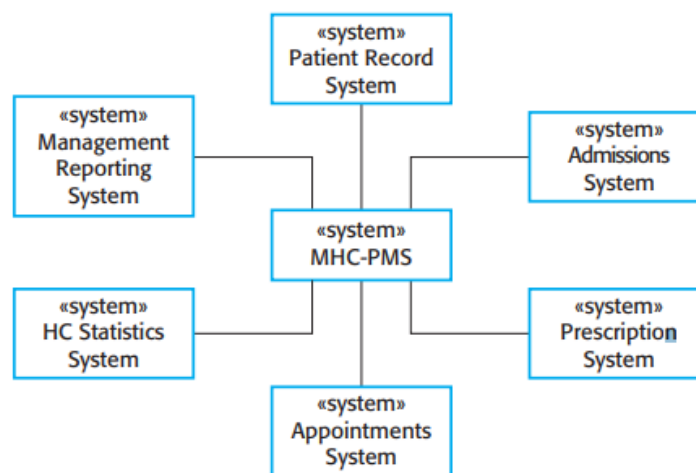 «system»
Patient Record
System
«system»
Management
Reporting
System
«system»
Admissions
System
«system»
MHC-PMS
«system»
HC Statistics
System
«system»
Prescription
System
«system»
Appointments
System